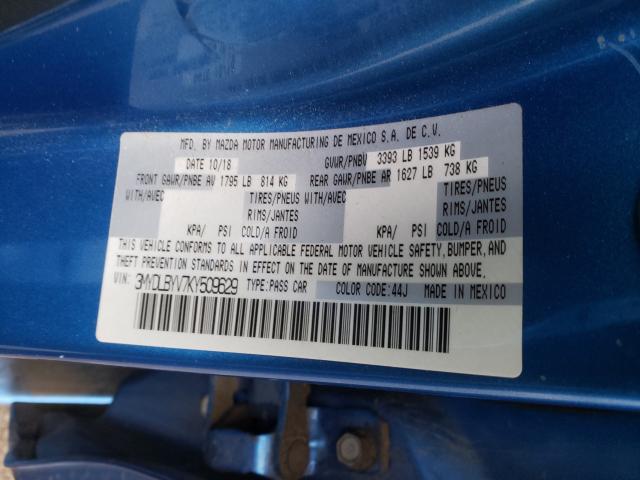 MFD. BY MAZDA MOTOR MANUFACTURING DE MEXICO S.A. DE C.V.
DATE 10/18 GVWR/PNBV 3393 LB 1539 KG
FRONT GAWR/PNBE AV 1795 LB 814 KG REAR GAWR/PNBE AR 1627 LB 738 KG
WITH/AVEC TIRES/PNEUS WITH/AVEC TIRES/PNEUS
RIMS/JANTES RIMS/JANTES
KPA/ PSI COLD/A FROID KPA/ PSI COLD/A FROID
THIS VEHICLE CONFORMS TO ALL APPLICABLE FEDERAL MOTOR VEHICLE SAFETY, BUMPER, AND
THEFT PREVENTION STANDARDS IN EFFECT ON THE DATE OF MANUFACTURE SHOWN ABOVE.
VIN: 3MYDLBYV7KY509629 TYPE:PASS CAR COLOR CODE:44J MADE IN MEXICO